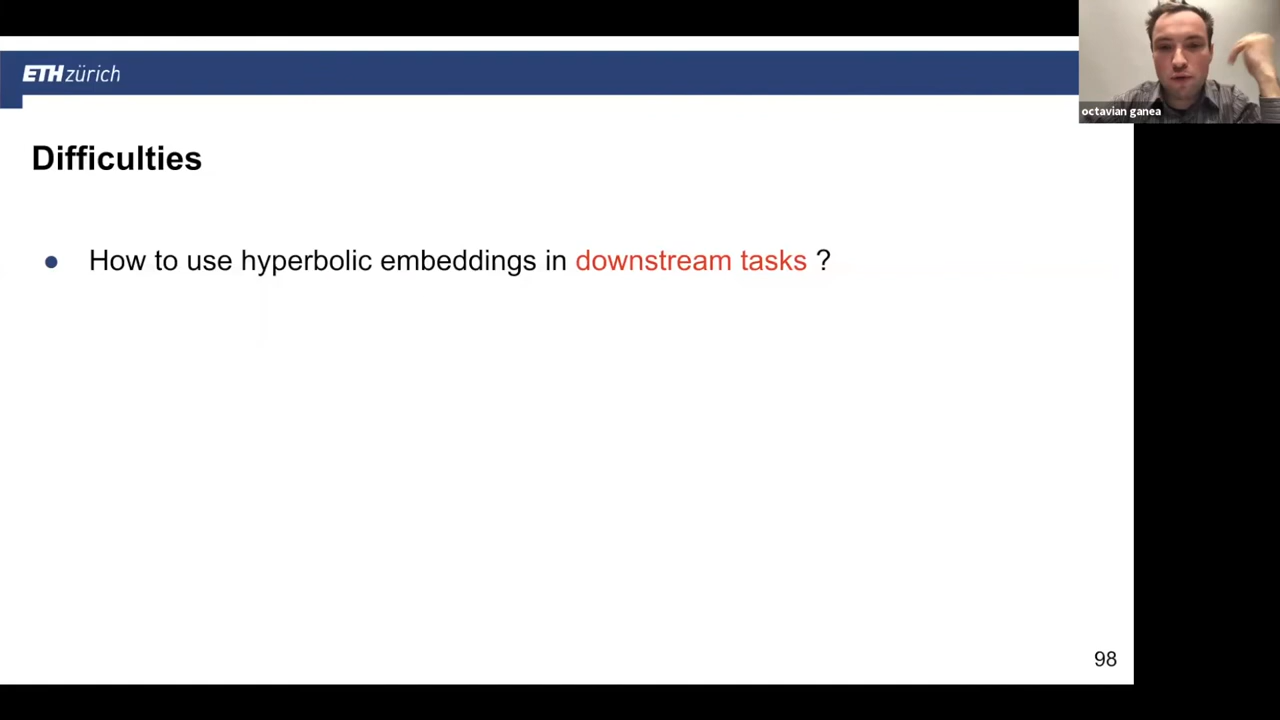 ETH zürich
octavian ganea
Difficulties
● How to use hyperbolic embeddings in downstream tasks ?
98